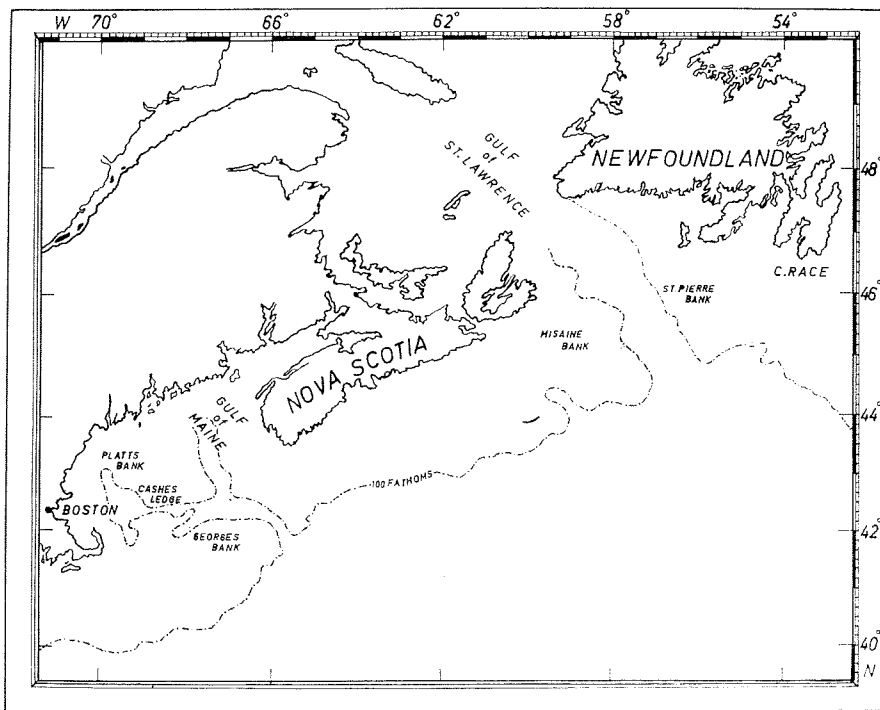 W 70° 66° 62° 58° 54°
GULF
of
ST. LAWRENCE
NEWFOUNDLAND
48°
C. RACE
46°
ST. PIERRE
BANK
MISAINE
BANK
NOVA SCOTIA
GULF
of
MAINE
44°
PLATTS
BANK
CASHES
LEDGE
100 FATHOMS
BOSTON
GEORGES
BANK
42°
40°
N